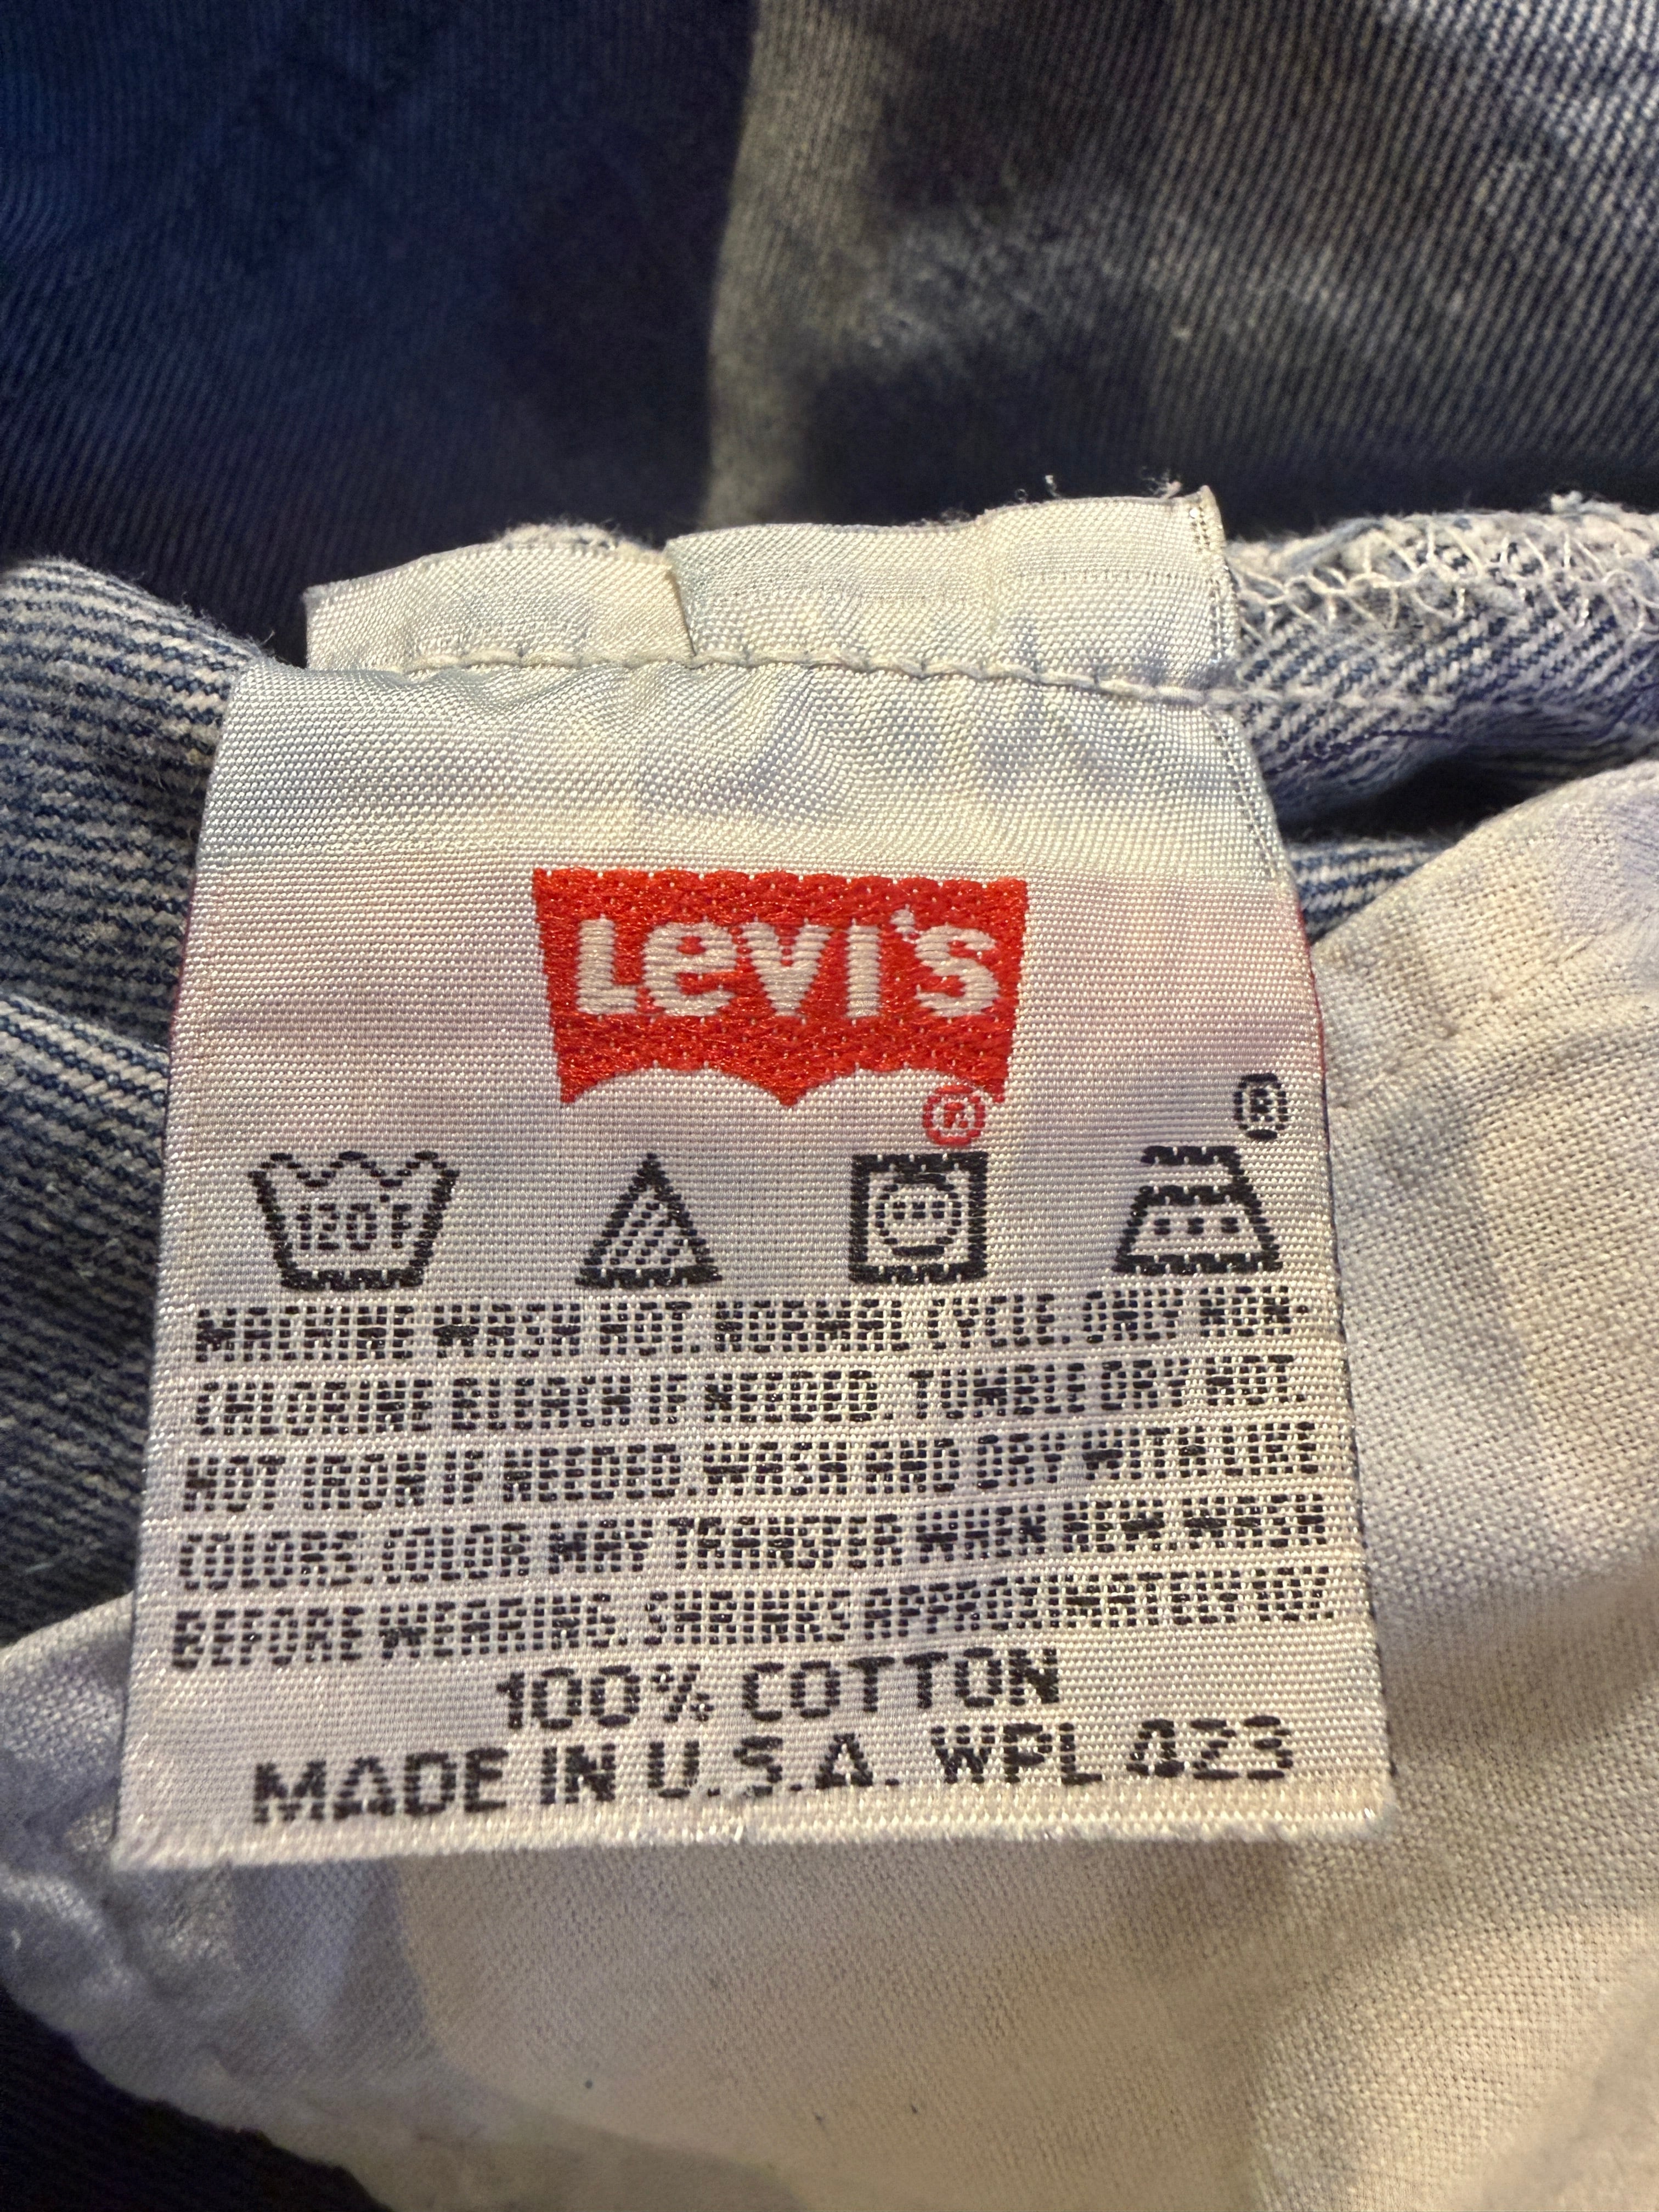 Levi's
®
®
120°F
MACHINE WASH HOT. NORMAL CYCLE. ONLY NON-
CHLORINE BLEACH IF NEEDED. TUMBLE DRY HOT.
HOT IRON IF NEEDED. WASH AND DRY WITH LIKE
COLORS. COLOR MAY TRANSFER WHEN NEW. WASH
BEFORE WEARING. SHRINKS APPROXIMATELY 10%
100% COTTON
MADE IN U.S.A. WPL 423